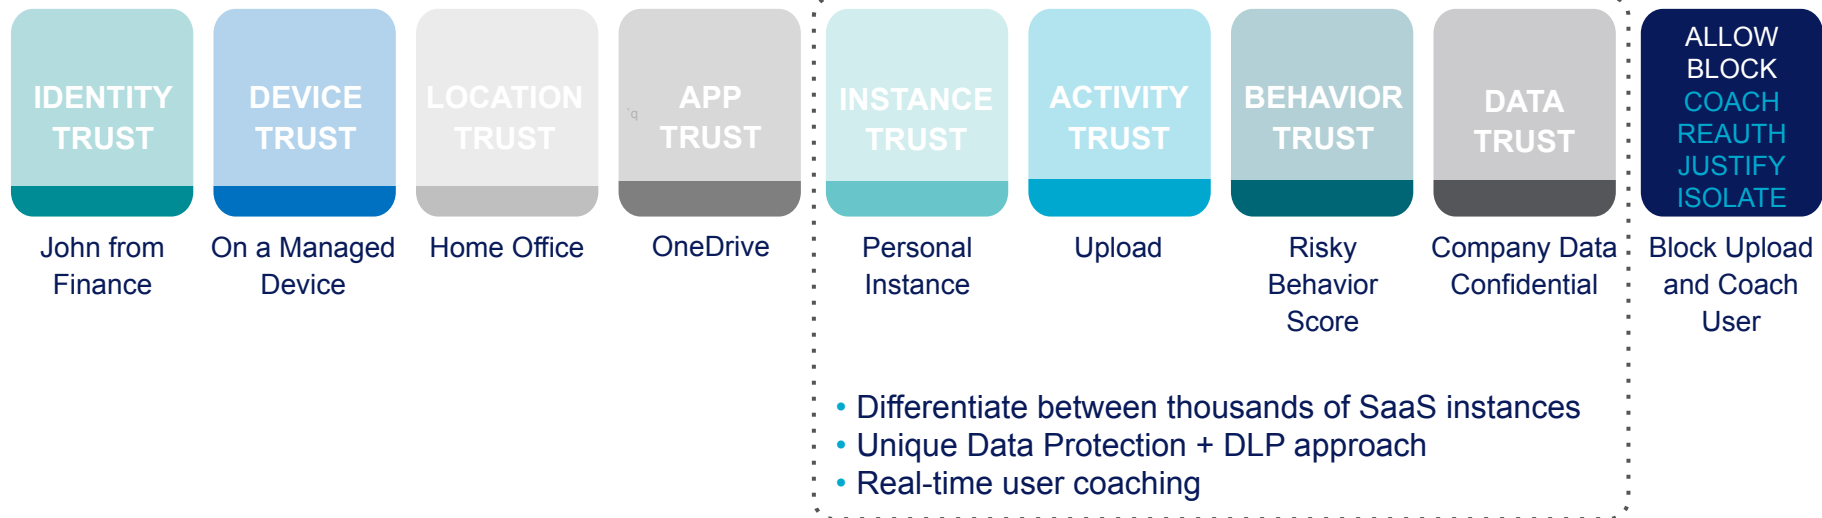 IDENTITY
TRUST
DEVICE
TRUST
LOCATION
TRUST
`q
APP
TRUST
INSTANCE
TRUST
ACTIVITY
TRUST
BEHAVIOR
TRUST
DATA
TRUST
ALLOW
BLOCK
COACH
REAUTH
JUSTIFY
ISOLATE
John from
Finance
On a Managed
Device
Home Office
OneDrive
Personal
Instance
Upload
Risky
Behavior
Score
Company Data
Confidential
Block Upload
and Coach
User
• Differentiate between thousands of SaaS instances
• Unique Data Protection + DLP approach
• Real-time user coaching